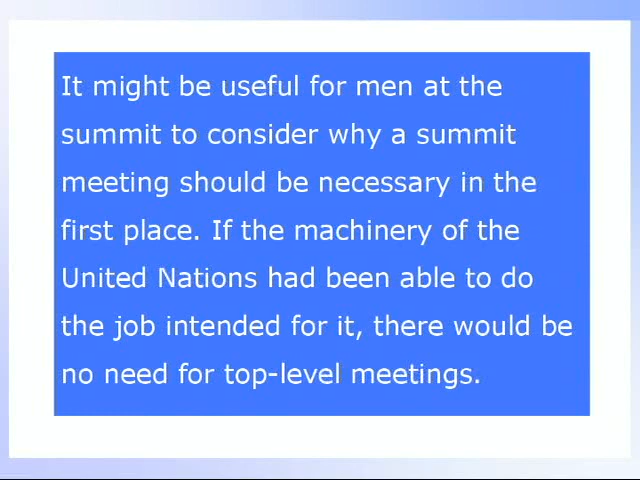 It might be useful for men at the
summit to consider why a summit
meeting should be necessary in the
first place. If the machinery of the
United Nations had been able to do
the job intended for it, there would be
no need for top-level meetings.